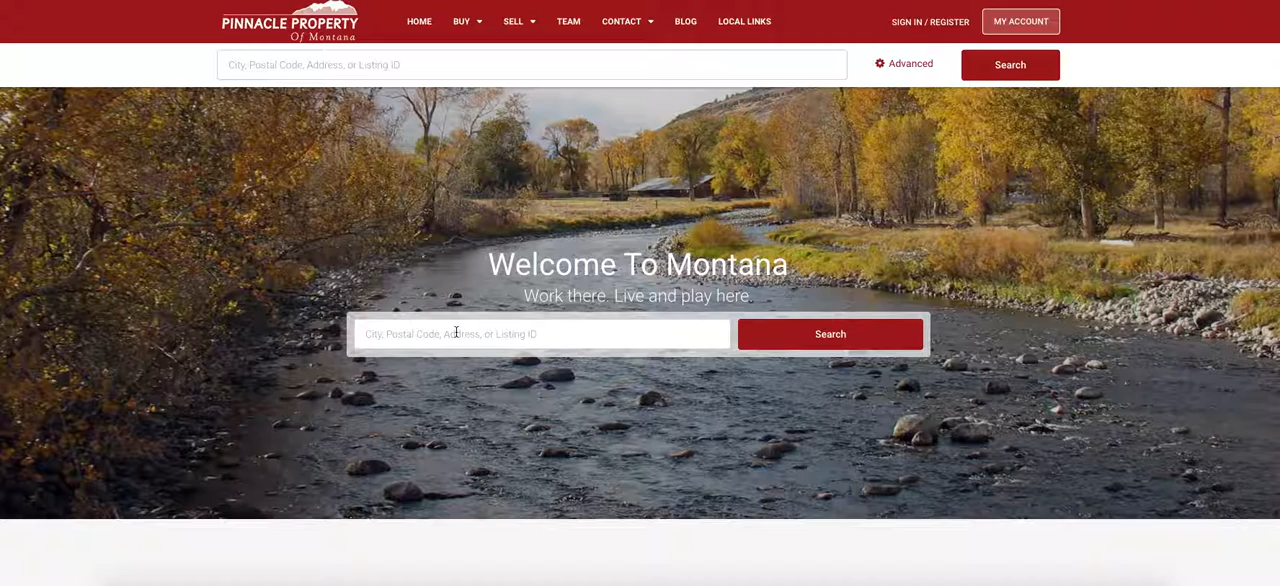 PINNACLE PROPERTY
Of Montana
HOME BUY SELL TEAM CONTACT BLOG LOCAL LINKS
SIGN IN / REGISTER MY ACCOUNT
City, Postal Code, Address, or Listing ID
Advanced
Search
Welcome To Montana
Work there. Live and play here.
City, Postal Code, Address, or Listing ID
Search